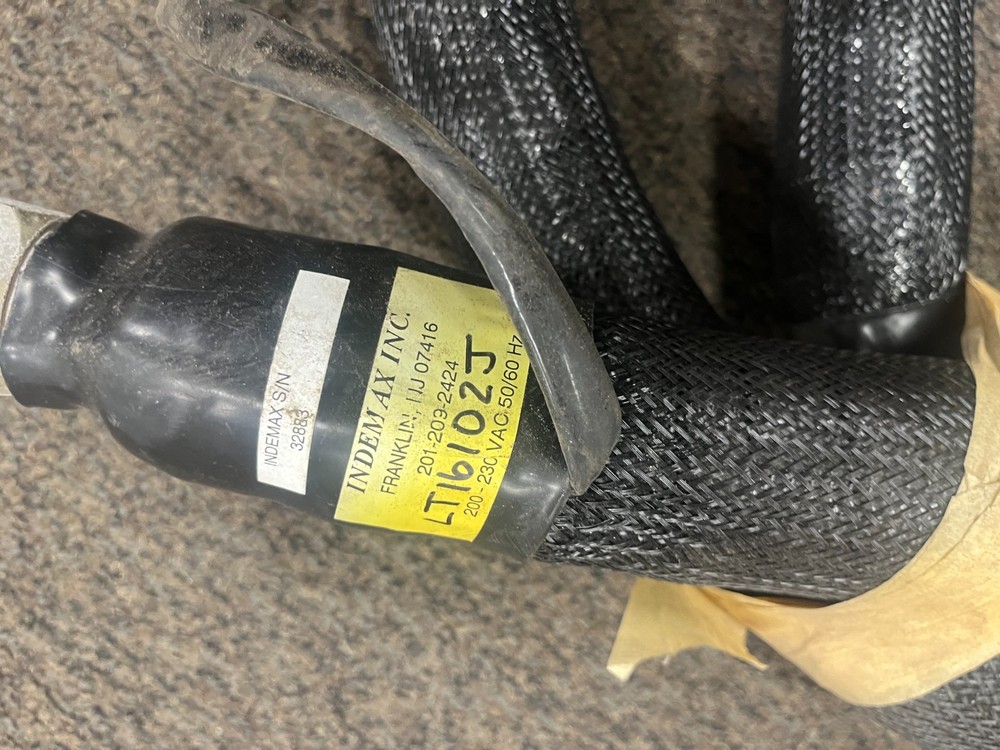 INDEMAX S/N
32883
INDEMAX INC.
FRANKLIN, NJ 07416
201-209-2424
LT16102J
200 - 230 VAC 50/60 Hz